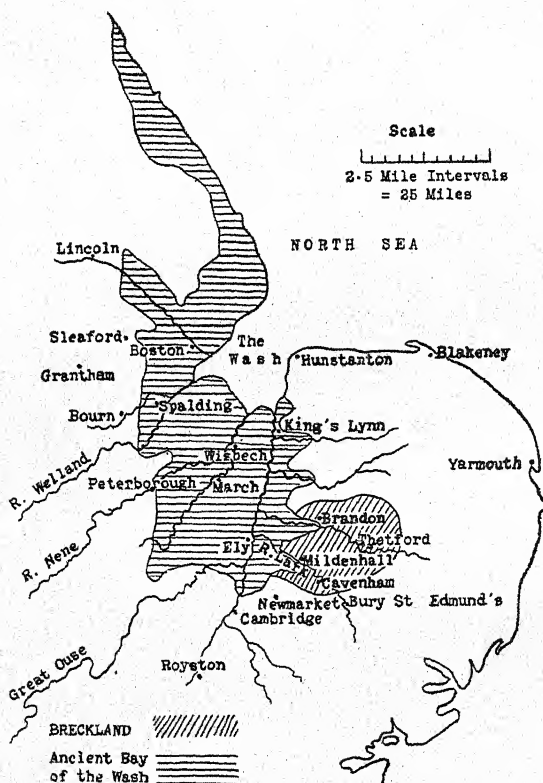 Scale
2.5 Mile Intervals
= 25 Miles
NORTH SEA
Lincoln
Sleaford
Boston
The
Wash
Hunstanton
Blakeney
Grantham
Bourn
Spalding
King's Lynn
Wisbech
Yarmouth
R. Welland
Peterborough
March
Brandon
Thetford
R. Nene
Ely
R. Lark
Mildenhall
Cavenham
Newmarket
Bury St Edmund's
Cambridge
Great Ouse
Royston
BRECKLAND
Ancient Bay
of the Wash